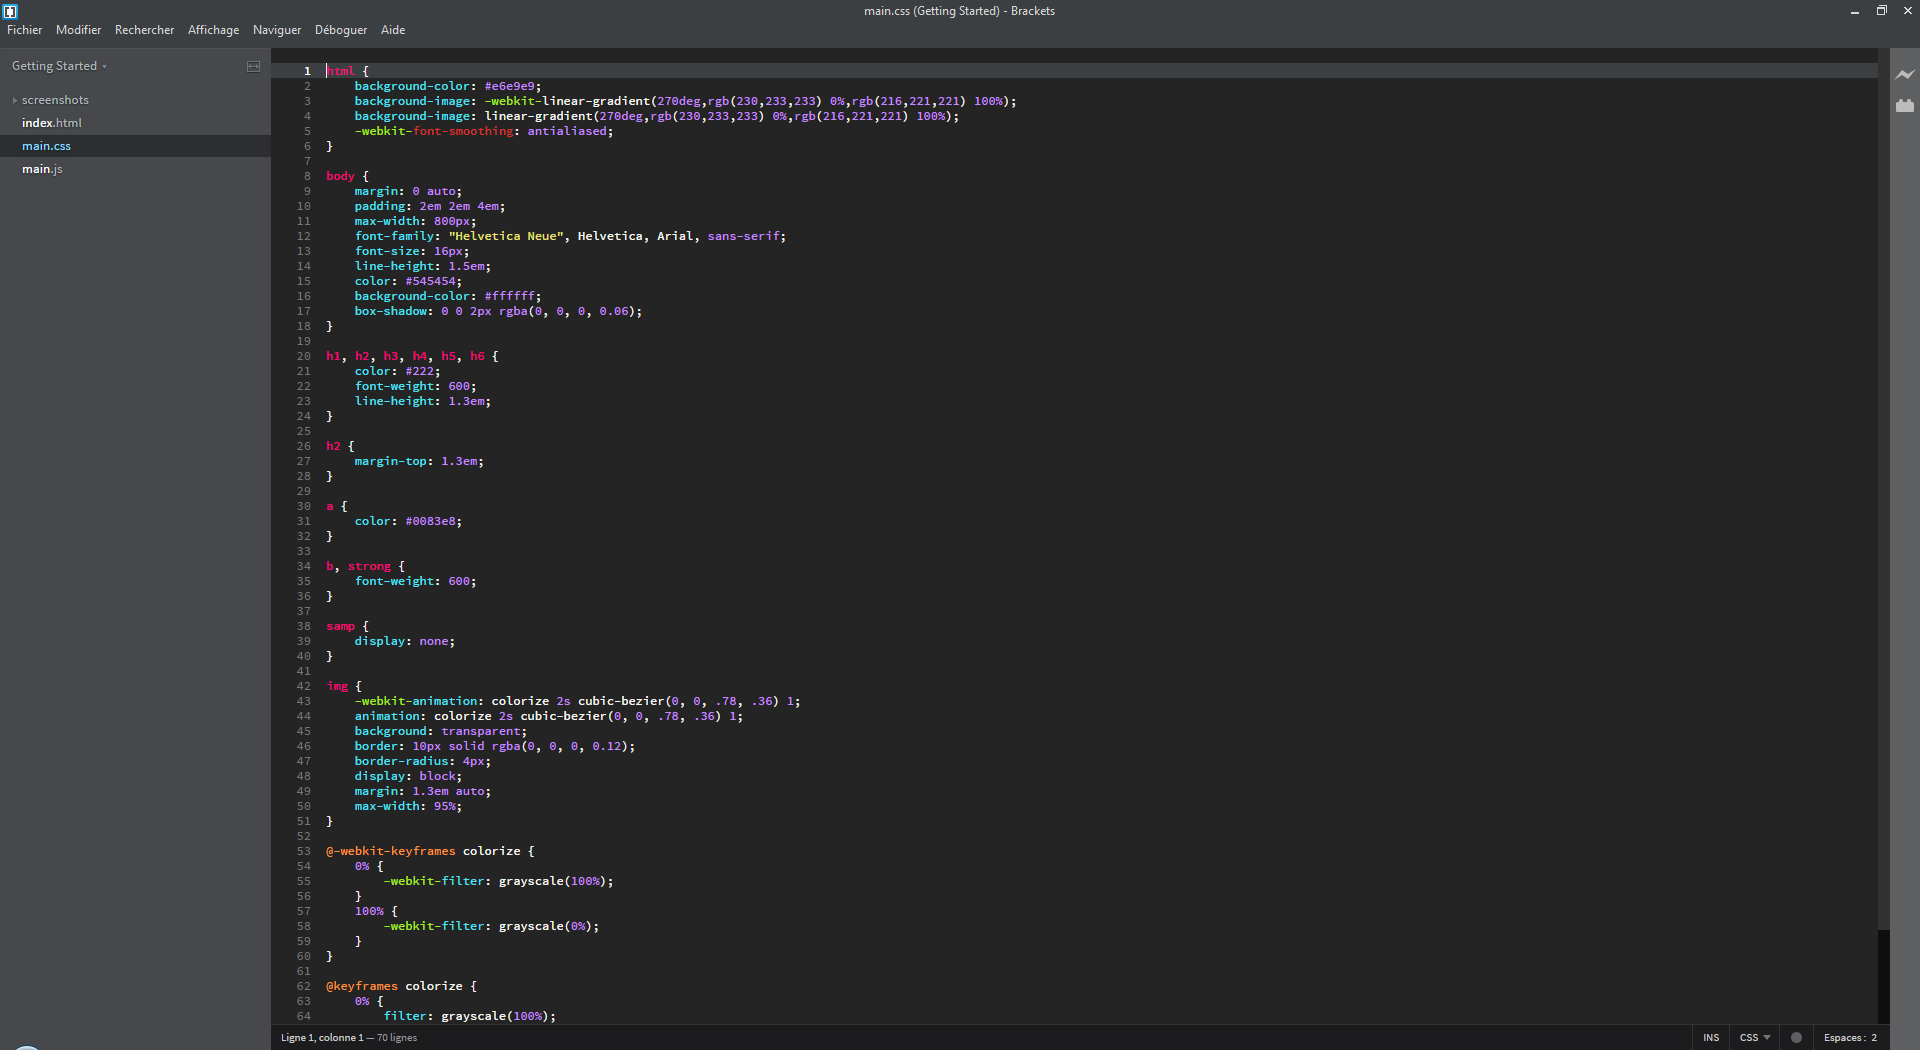 main.css (Getting Started) - Brackets
Fichier Modifier Rechercher Affichage Naviguer Déboguer Aide
Getting Started
screenshots
index.html
main.css
main.js
1 html {
2     background-color: #e6e9e9;
3     background-image: -webkit-linear-gradient(270deg,rgb(230,233,233) 0%,rgb(216,221,221) 100%);
4     background-image: linear-gradient(270deg,rgb(230,233,233) 0%,rgb(216,221,221) 100%);
5     -webkit-font-smoothing: antialiased;
6 }
7
8 body {
9     margin: 0 auto;
10     padding: 2em 2em 4em;
11     max-width: 800px;
12     font-family: "Helvetica Neue", Helvetica, Arial, sans-serif;
13     font-size: 16px;
14     line-height: 1.5em;
15     color: #545454;
16     background-color: #ffffff;
17     box-shadow: 0 0 2px rgba(0, 0, 0, 0.06);
18 }
19
20 h1, h2, h3, h4, h5, h6 {
21     color: #222;
22     font-weight: 600;
23     line-height: 1.3em;
24 }
25
26 h2 {
27     margin-top: 1.3em;
28 }
29
30 a {
31     color: #0083e8;
32 }
33
34 b, strong {
35     font-weight: 600;
36 }
37
38 samp {
39     display: none;
40 }
41
42 img {
43     -webkit-animation: colorize 2s cubic-bezier(0, 0, .78, .36) 1;
44     animation: colorize 2s cubic-bezier(0, 0, .78, .36) 1;
45     background: transparent;
46     border: 10px solid rgba(0, 0, 0, 0.12);
47     border-radius: 4px;
48     display: block;
49     margin: 1.3em auto;
50     max-width: 95%;
51 }
52
53 @-webkit-keyframes colorize {
54     0% {
55         -webkit-filter: grayscale(100%);
56     }
57     100% {
58         -webkit-filter: grayscale(0%);
59     }
60 }
61
62 @keyframes colorize {
63     0% {
64         filter: grayscale(100%);
Ligne 1, colonne 1 — 70 lignes
INS CSS Espaces : 2